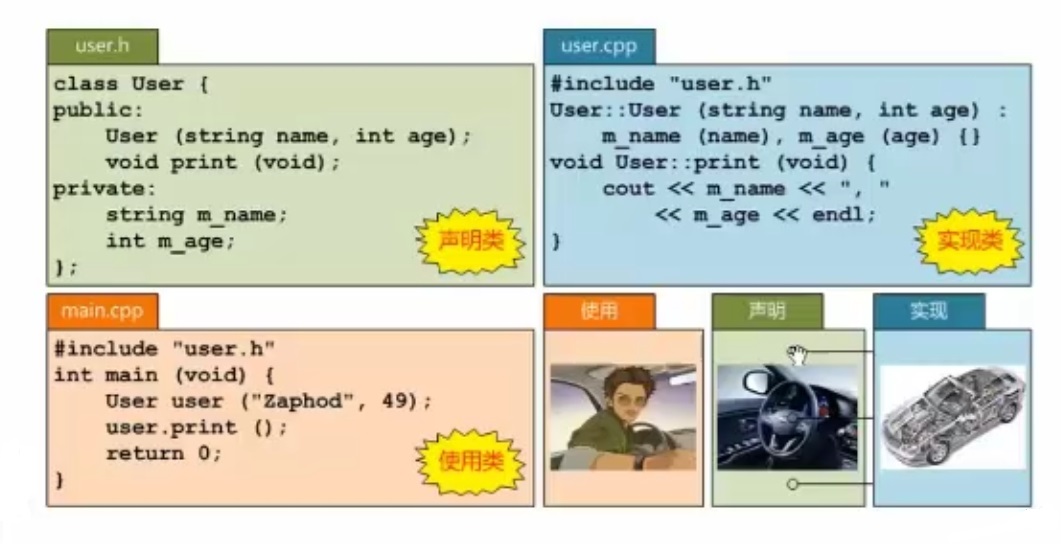 user.h
class User {
public:
    User (string name, int age);
    void print (void);
private:
    string m_name;
    int m_age;
};
声明类
user.cpp
#include "user.h"
User::User (string name, int age) :
    m_name (name), m_age (age) {}
void User::print (void) {
    cout << m_name << ", "
        << m_age << endl;
}
实现类
main.cpp
#include "user.h"
int main (void) {
    User user ("Zaphod", 49);
    user.print ();
    return 0;
}
使用类
使用
声明
实现